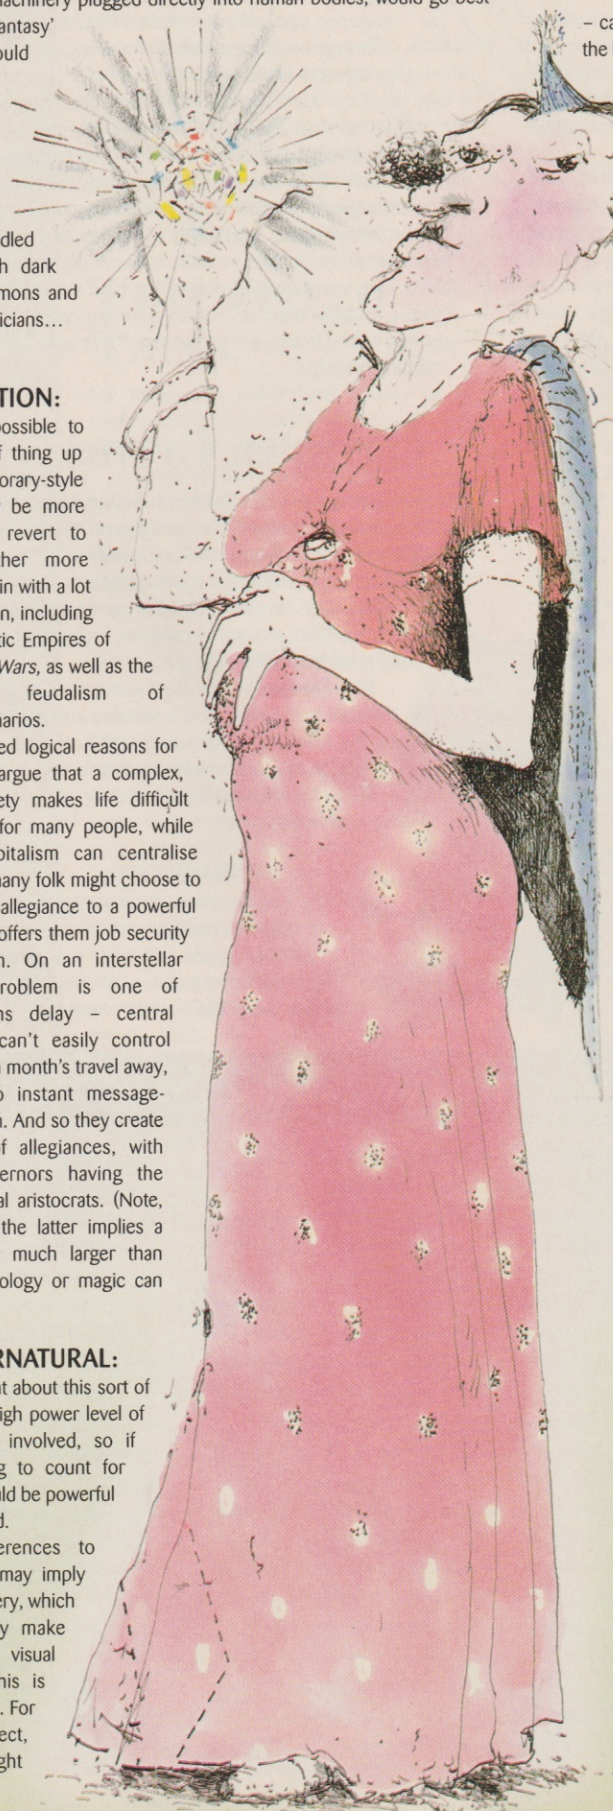 machinery plugged directly into human bodies, would go best
antasy'
ould
– ca
the
dled
h dark
mons and
icians...
TION:
possible to
f thing up
orary-style
be more
revert to
ther more
in with a lot
n, including
tic Empires of
Wars, as well as the
feudalism of
narios.
ed logical reasons for
argue that a complex,
ety makes life difficult
for many people, while
pitalism can centralise
many folk might choose to
allegiance to a powerful
offers them job security
n. On an interstellar
roblem is one of
ns delay – central
can't easily control
month's travel away,
o instant message-
n. And so they create
of allegiances, with
ernors having the
al aristocrats. (Note,
the latter implies a
much larger than
ology or magic can
RNATURAL:
nt about this sort of
igh power level of
involved, so if
g to count for
uld be powerful
d.
erences to
may imply
ery, which
y make
visual
his is
. For
ect,
ght